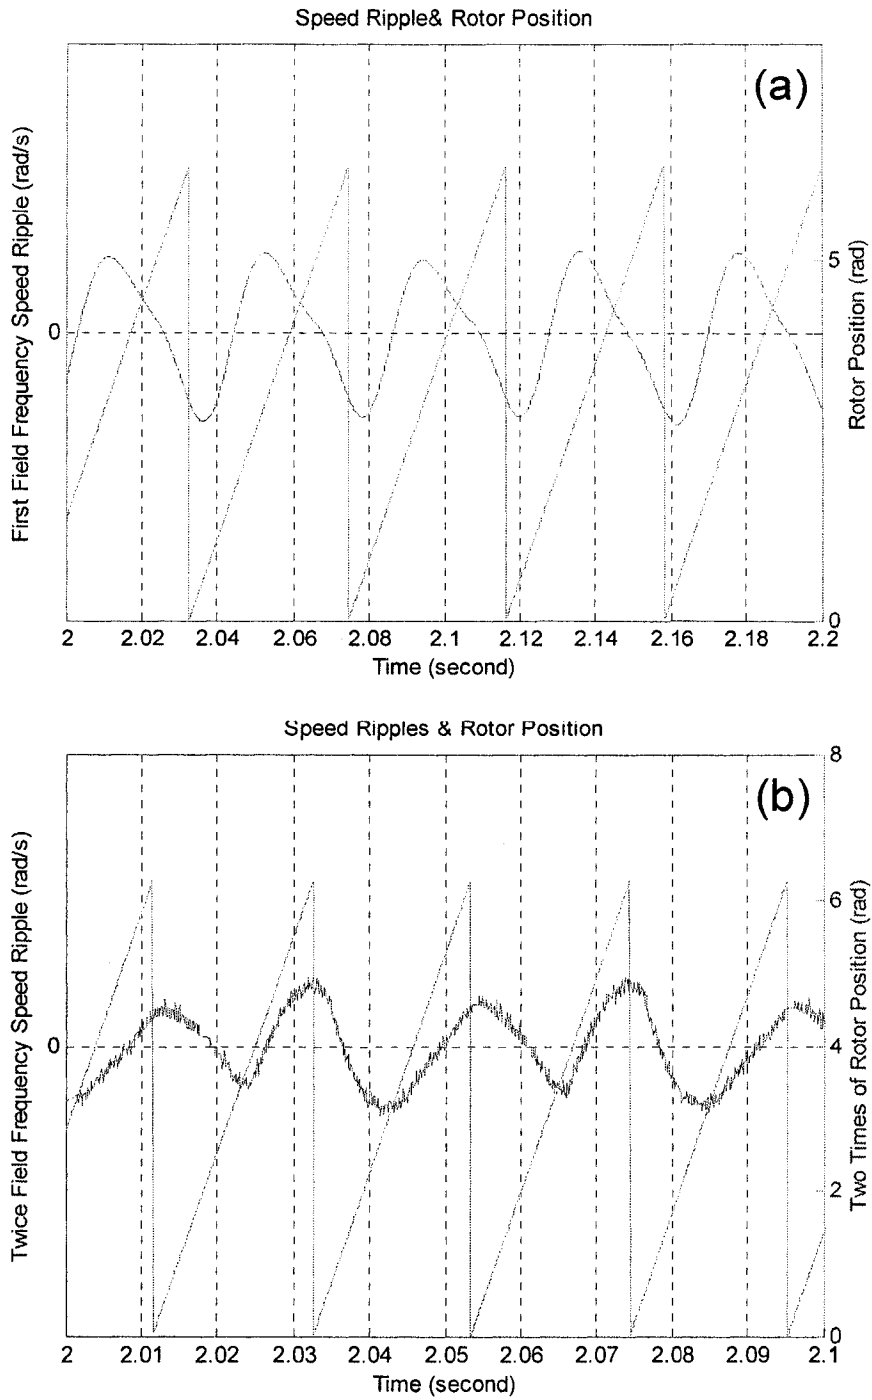 Speed Ripple& Rotor Position
(a)
First Field Frequency Speed Ripple (rad/s)
0
5
0
Rotor Position (rad)
2 2.02 2.04 2.06 2.08 2.1 2.12 2.14 2.16 2.18 2.2
Time (second)
Speed Ripples & Rotor Position
(b)
Twice Field Frequency Speed Ripple (rad/s)
0
8
6
4
2
0
Two Times of Rotor Position (rad)
2 2.01 2.02 2.03 2.04 2.05 2.06 2.07 2.08 2.09 2.1
Time (second)